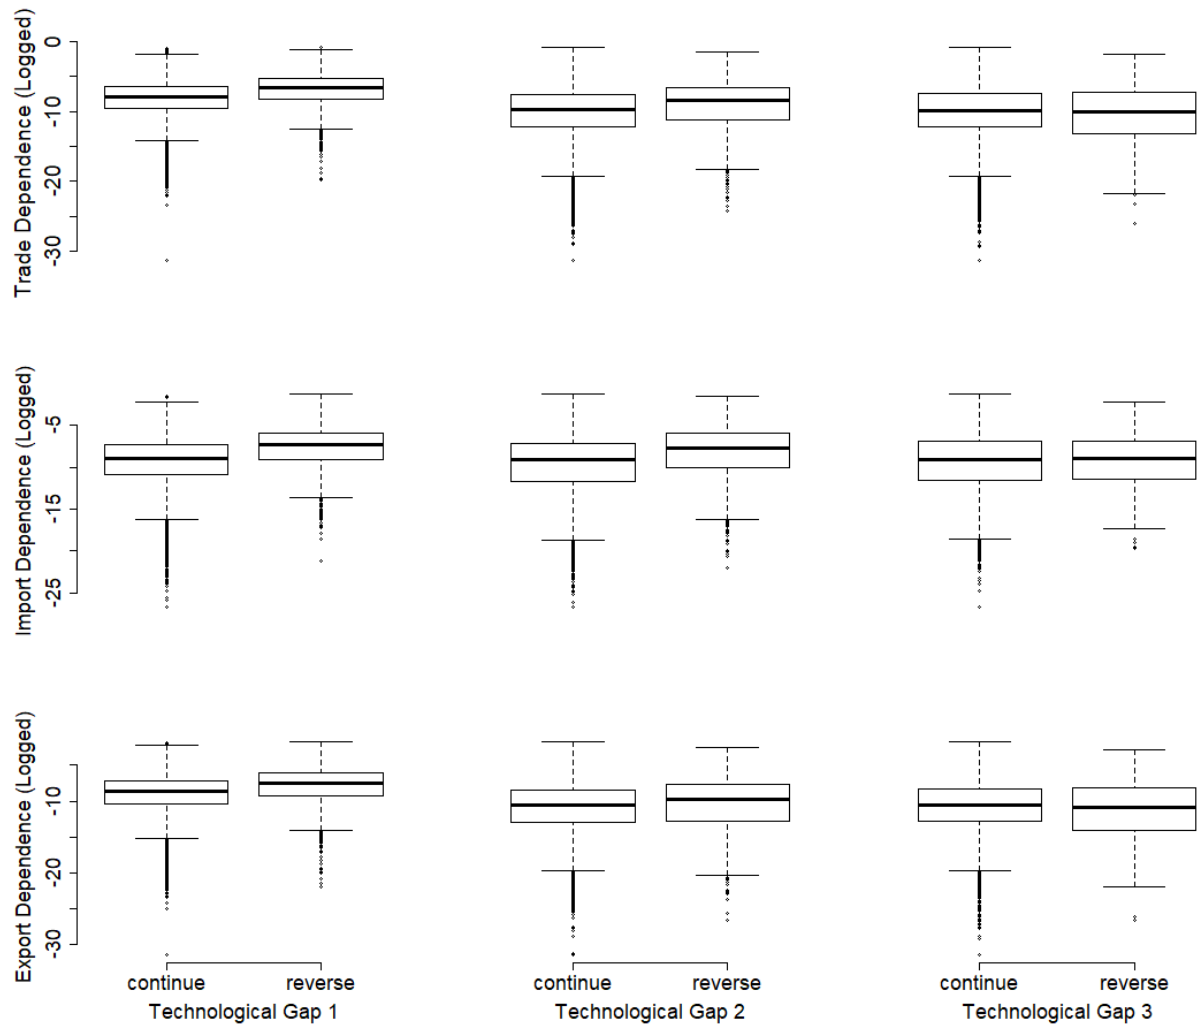 Trade Dependence (Logged)
0
-10
-20
-30
Import Dependence (Logged)
-5
-15
-25
Export Dependence (Logged)
-10
-20
-30
continue reverse continue reverse continue reverse
Technological Gap 1 Technological Gap 2 Technological Gap 3